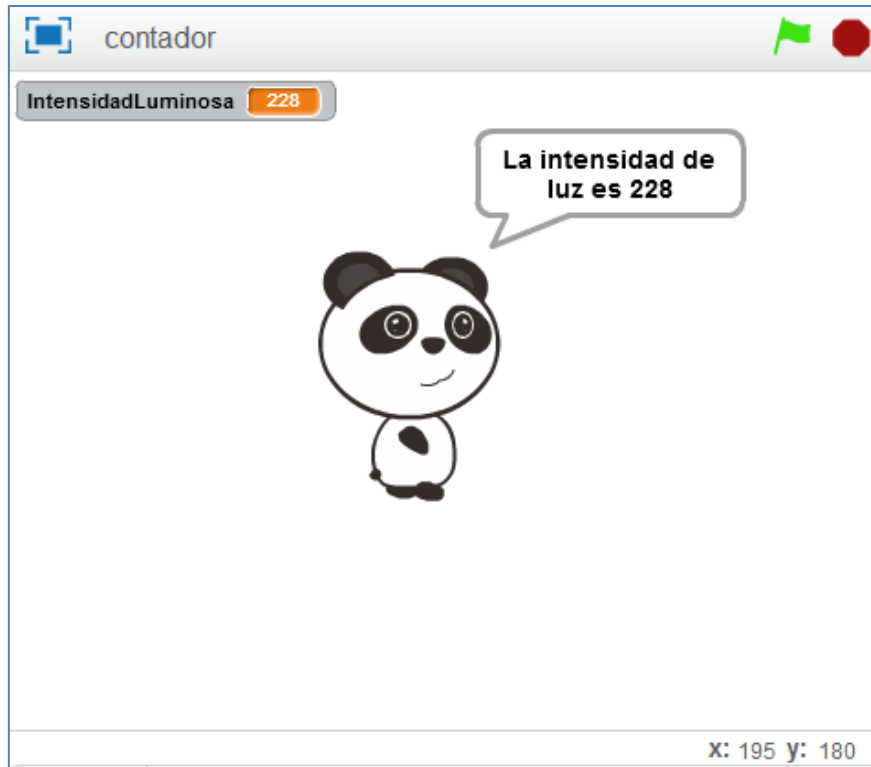 contador
IntensidadLuminosa 228
La intensidad de
luz es 228
x: 195 y: 180